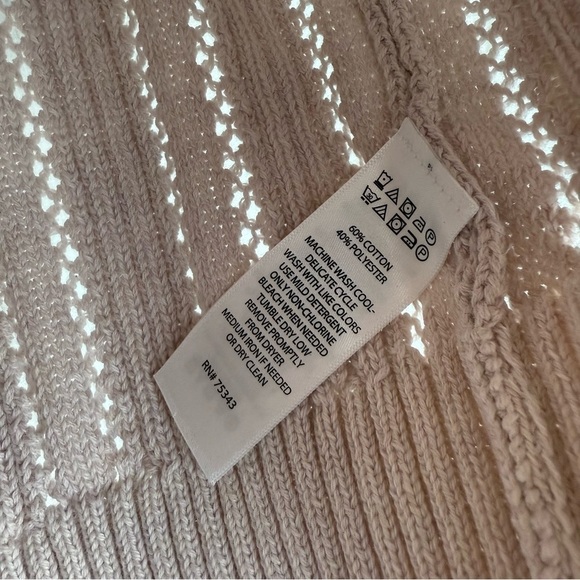 60% COTTON
40% POLYESTER
MACHINE WASH COOL-
DELICATE CYCLE
WASH WITH LIKE COLORS
USE MILD DETERGENT
ONLY NON-CHLORINE
BLEACH WHEN NEEDED
TUMBLE DRY LOW
REMOVE PROMPTLY
FROM DRYER
MEDIUM IRON IF NEEDED
OR DRY CLEAN
RN# 75343